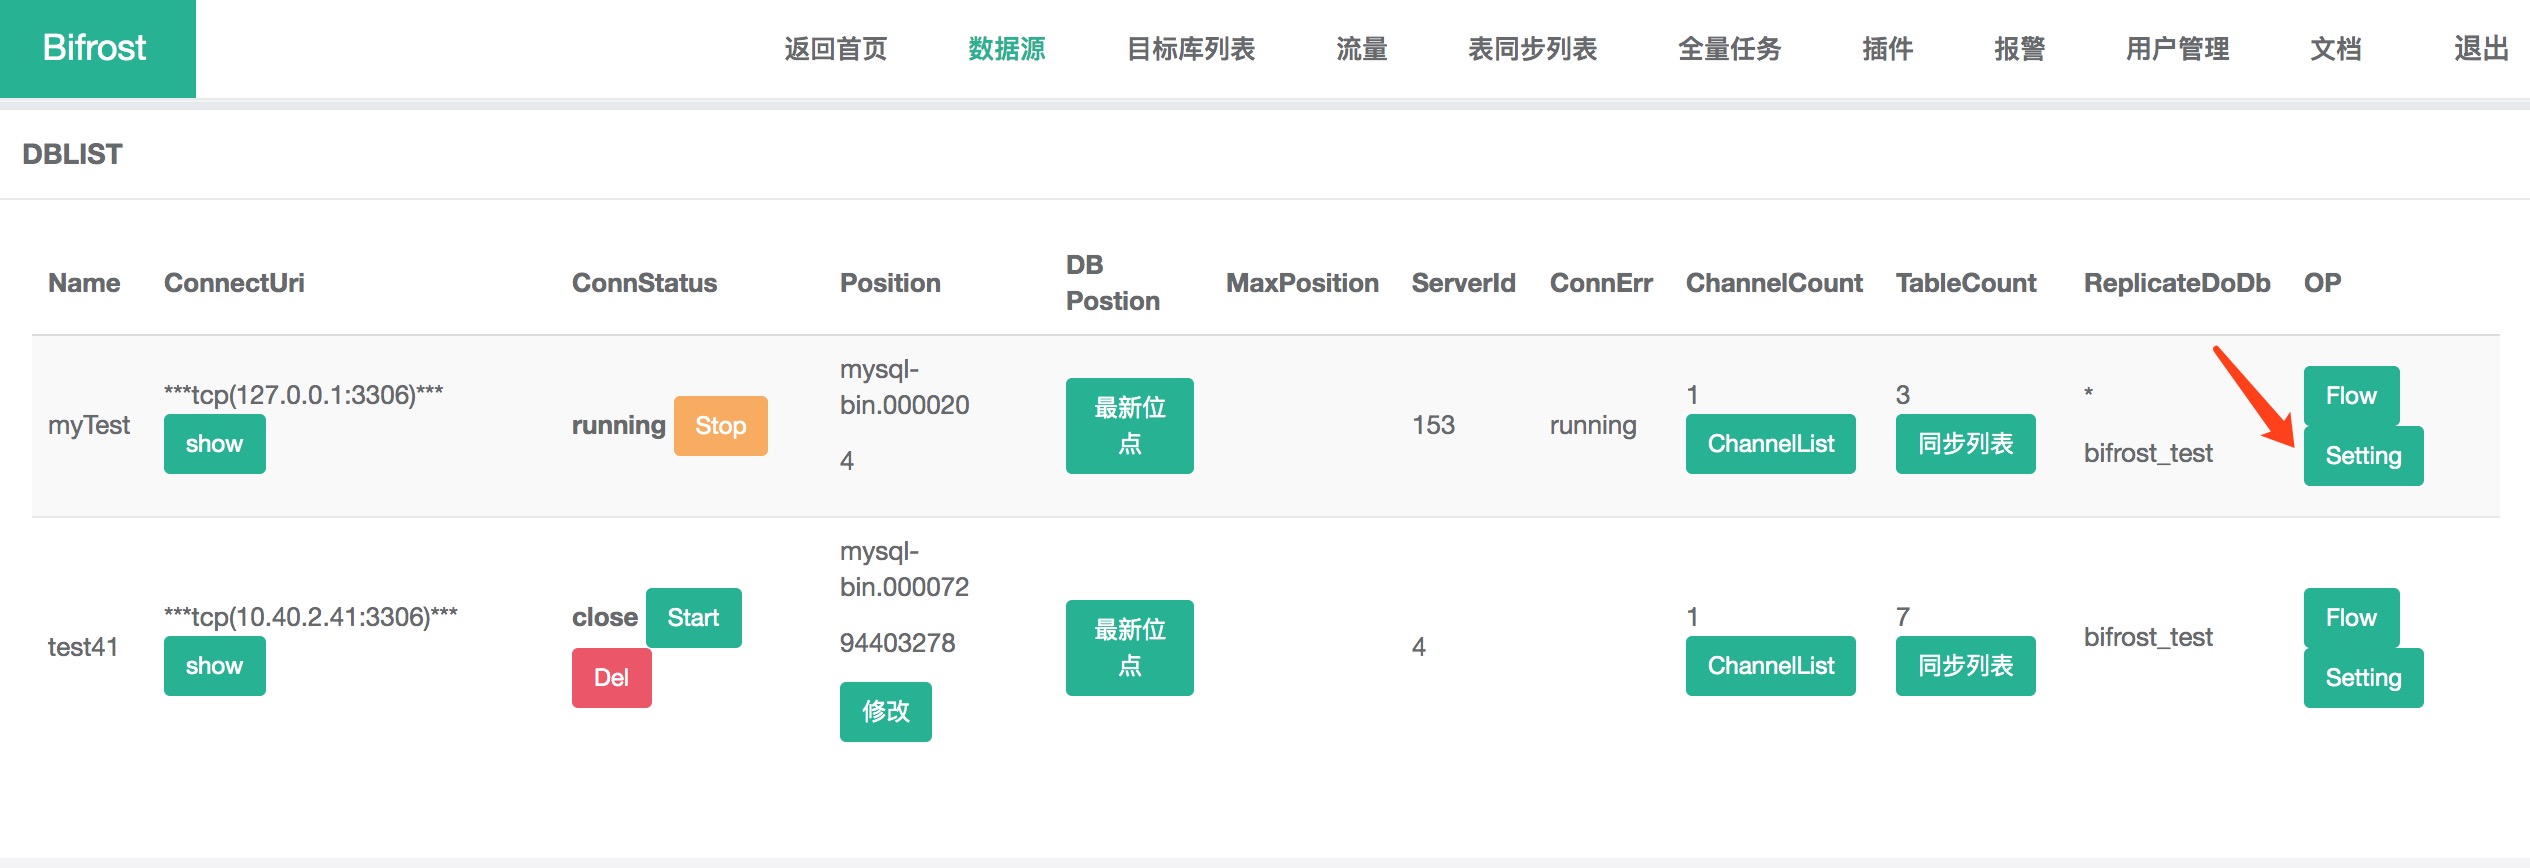 Bifrost
返回首页 数据源 目标库列表 流量 表同步列表 全量任务 插件 报警 用户管理 文档 退出
DBLIST
Name ConnectUri ConnStatus Position DB Postion MaxPosition ServerId ConnErr ChannelCount TableCount ReplicateDoDb OP
myTest
***tcp(127.0.0.1:3306)***
show
running Stop
mysql-
bin.000020
4
最新位
点
153
running
1
ChannelList
3
同步列表
*
bifrost_test
Flow
Setting
test41
***tcp(10.40.2.41:3306)***
show
close Start
Del
mysql-
bin.000072
94403278
修改
最新位
点
4
1
ChannelList
7
同步列表
bifrost_test
Flow
Setting